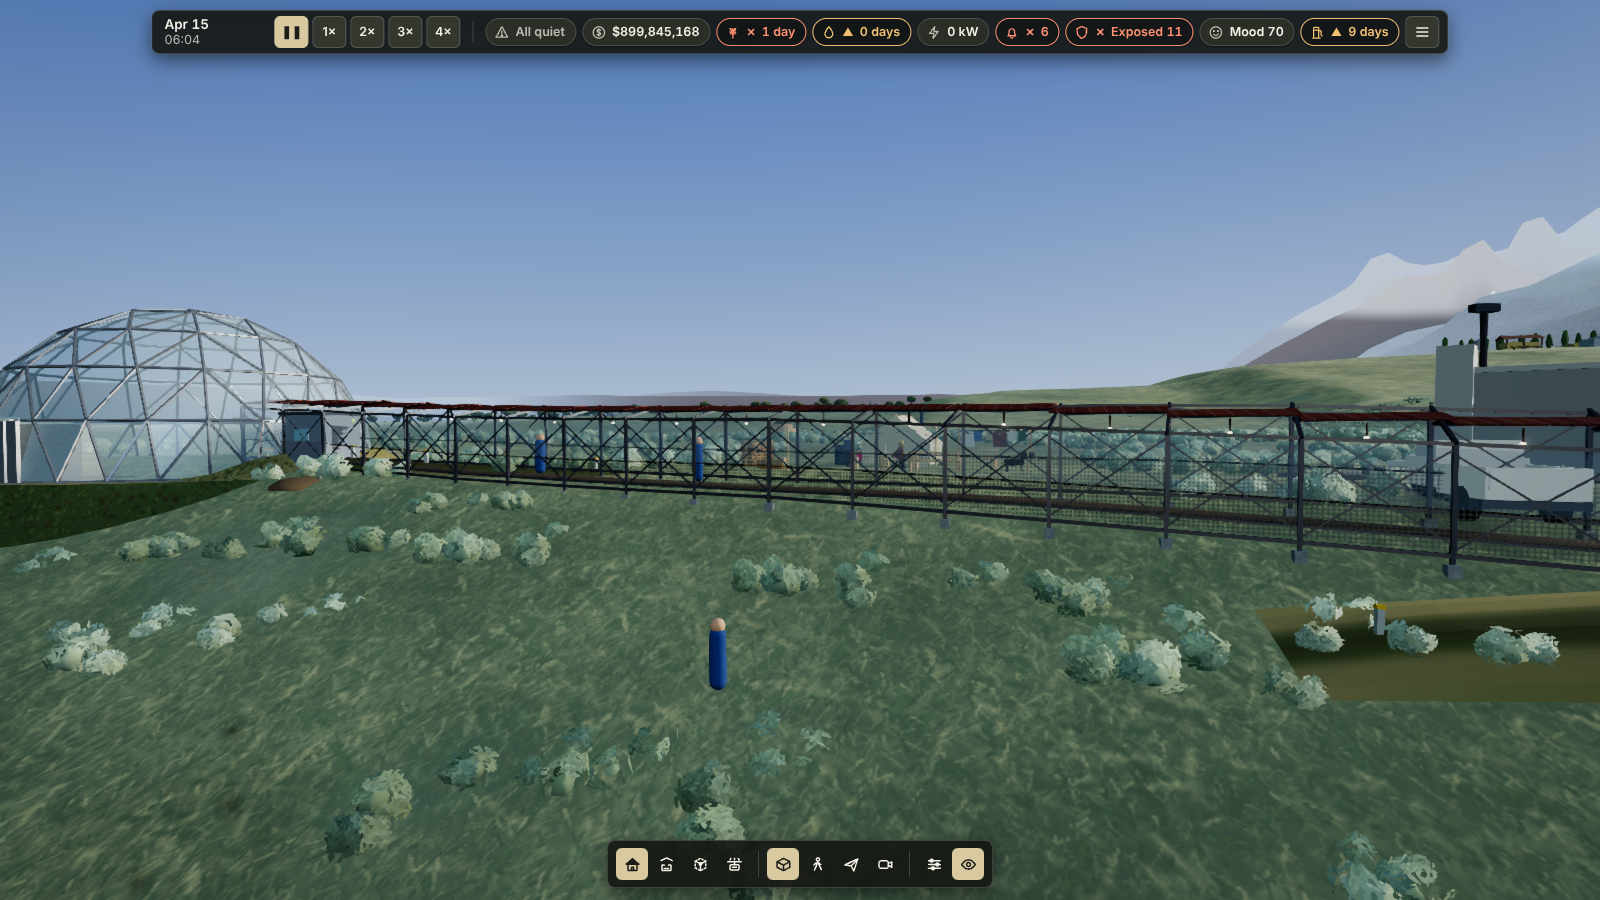 Apr 15
06:04
1×
2×
3×
4×
All quiet
$899,845,168
× 1 day
0 days
0 kW
× 6
× Exposed 11
Mood 70
9 days